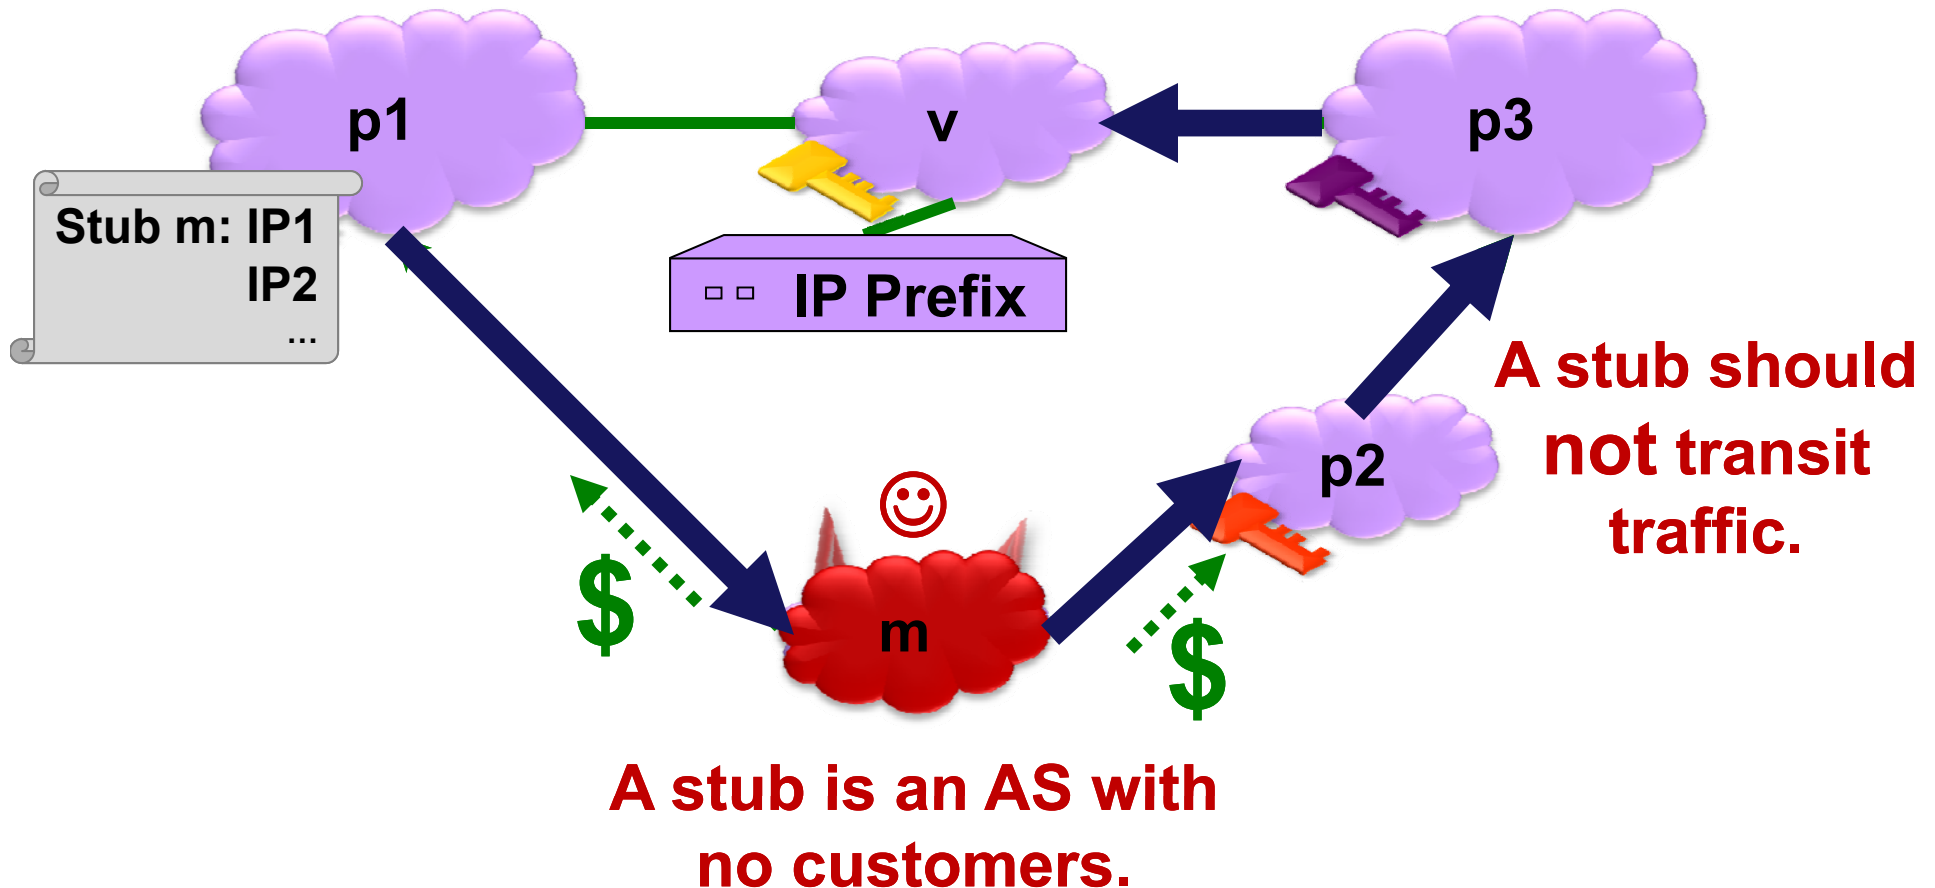 p1
v
p3
Stub m: IP1
IP2
...
IP Prefix
A stub should
not transit
traffic.
p2
$
m
$
A stub is an AS with
no customers.